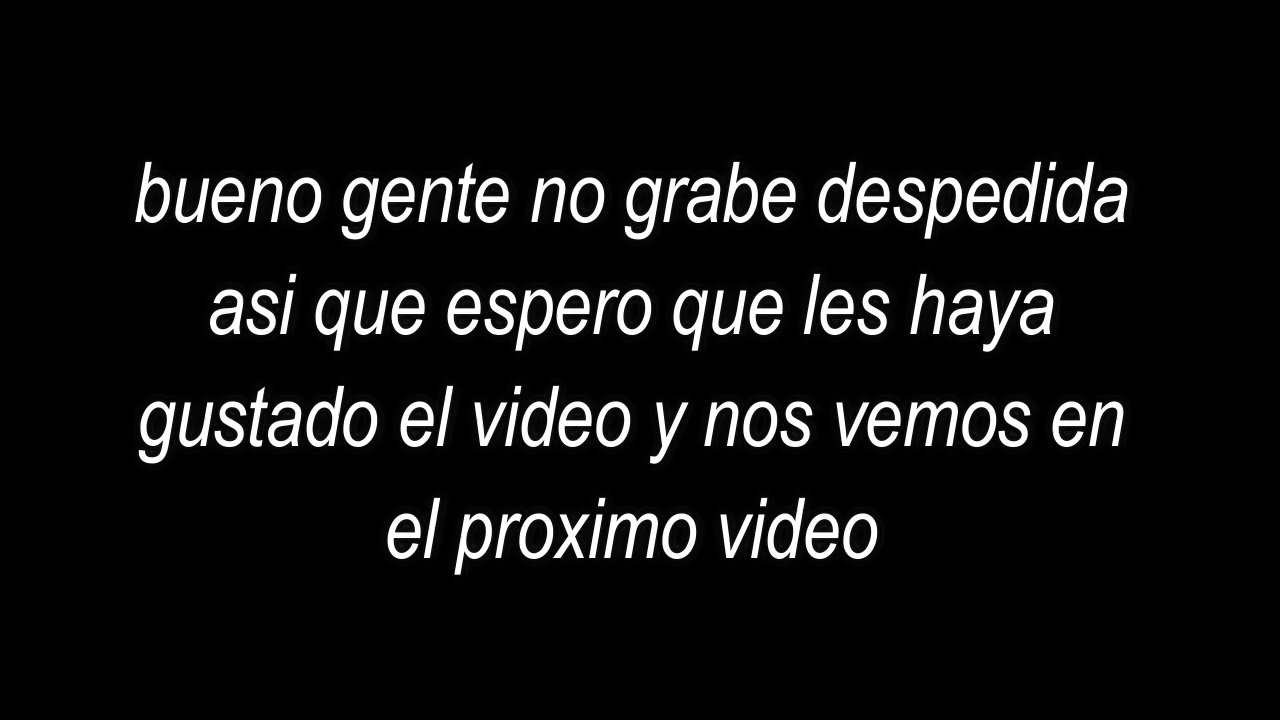 bueno gente no grabe despedida
asi que espero que les haya
gustado el video y nos vemos en
el proximo video